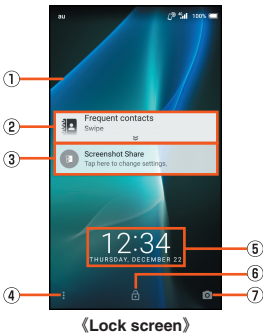 au 4G 100%
①
②
Frequent contacts
Swipe
③
Screenshot Share
Tap here to change settings.
12:34
THURSDAY, DECEMBER 22
⑤
⑥
④
⑦
《Lock screen》